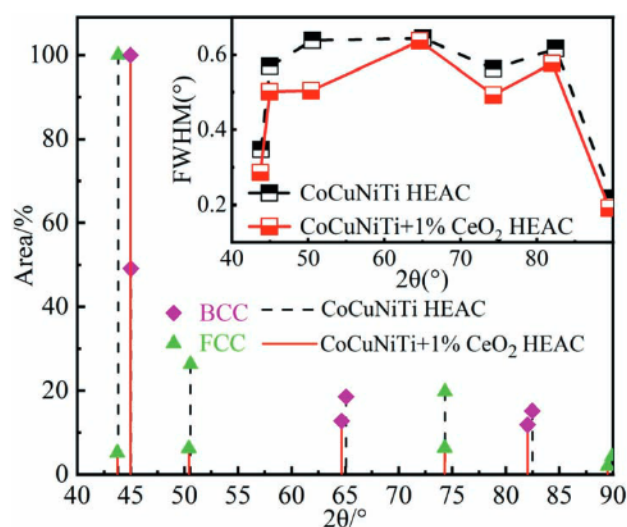 100
80
60
40
20
0
Area/%
40 45 50 55 60 65 70 75 80 85 90
2θ/°
0.6
0.4
0.2
FWHM(°)
CoCuNiTi HEAC
CoCuNiTi+1% CeO₂ HEAC
40 50 60 70 80
2θ(°)
BCC CoCuNiTi HEAC
FCC CoCuNiTi+1% CeO₂ HEAC